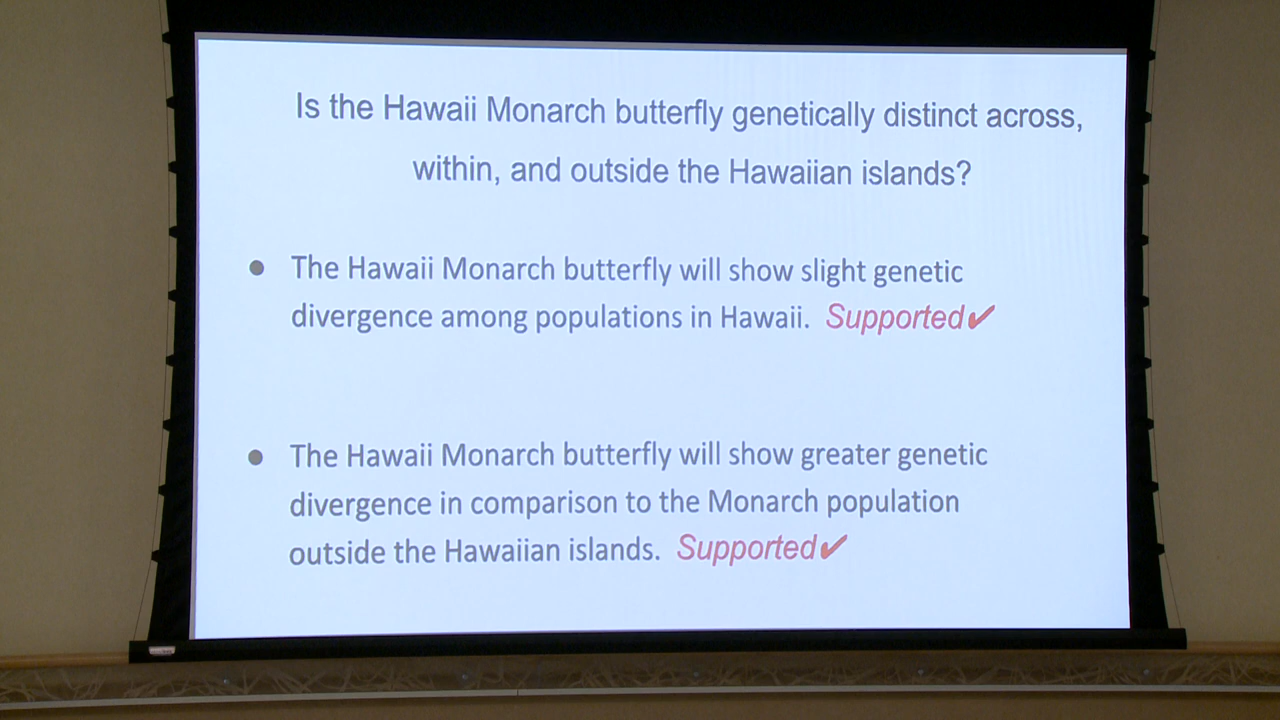 Is the Hawaii Monarch butterfly genetically distinct across,
within, and outside the Hawaiian islands?
● The Hawaii Monarch butterfly will show slight genetic
divergence among populations in Hawaii. Supported✔
● The Hawaii Monarch butterfly will show greater genetic
divergence in comparison to the Monarch population
outside the Hawaiian islands. Supported✔